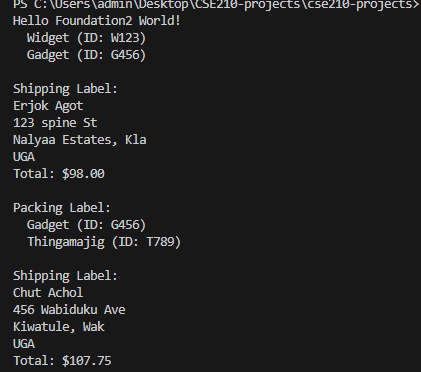 PS C:\Users\admin\Desktop\CSE210-projects\cse210-projects>
Hello Foundation2 World!
  Widget (ID: W123)
  Gadget (ID: G456)

Shipping Label:
Erjok Agot
123 spine St
Nalyaa Estates, Kla
UGA
Total: $98.00

Packing Label:
  Gadget (ID: G456)
  Thingamajig (ID: T789)

Shipping Label:
Chut Achol
456 Wabiduku Ave
Kiwatule, Wak
UGA
Total: $107.75